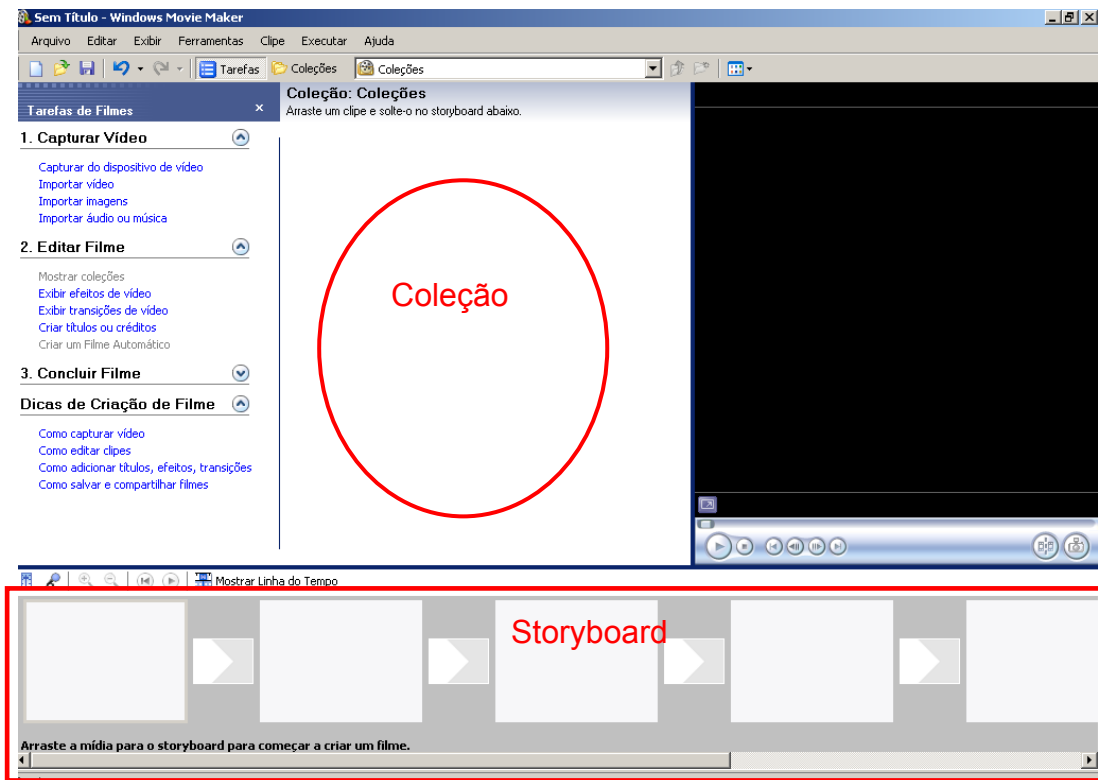 Sem Título - Windows Movie Maker
Arquivo Editar Exibir Ferramentas Clipe Executar Ajuda
Tarefas Coleções Coleções
Tarefas de Filmes
1. Capturar Vídeo
Capturar do dispositivo de vídeo
Importar vídeo
Importar imagens
Importar áudio ou música
2. Editar Filme
Mostrar coleções
Exibir efeitos de vídeo
Exibir transições de vídeo
Criar títulos ou créditos
Criar um Filme Automático
3. Concluir Filme
Dicas de Criação de Filme
Como capturar vídeo
Como editar clipes
Como adicionar títulos, efeitos, transições
Como salvar e compartilhar filmes
Coleção: Coleções
Arraste um clipe e solte-o no storyboard abaixo.
Coleção
Mostrar Linha do Tempo
Storyboard
Arraste a mídia para o storyboard para começar a criar um filme.